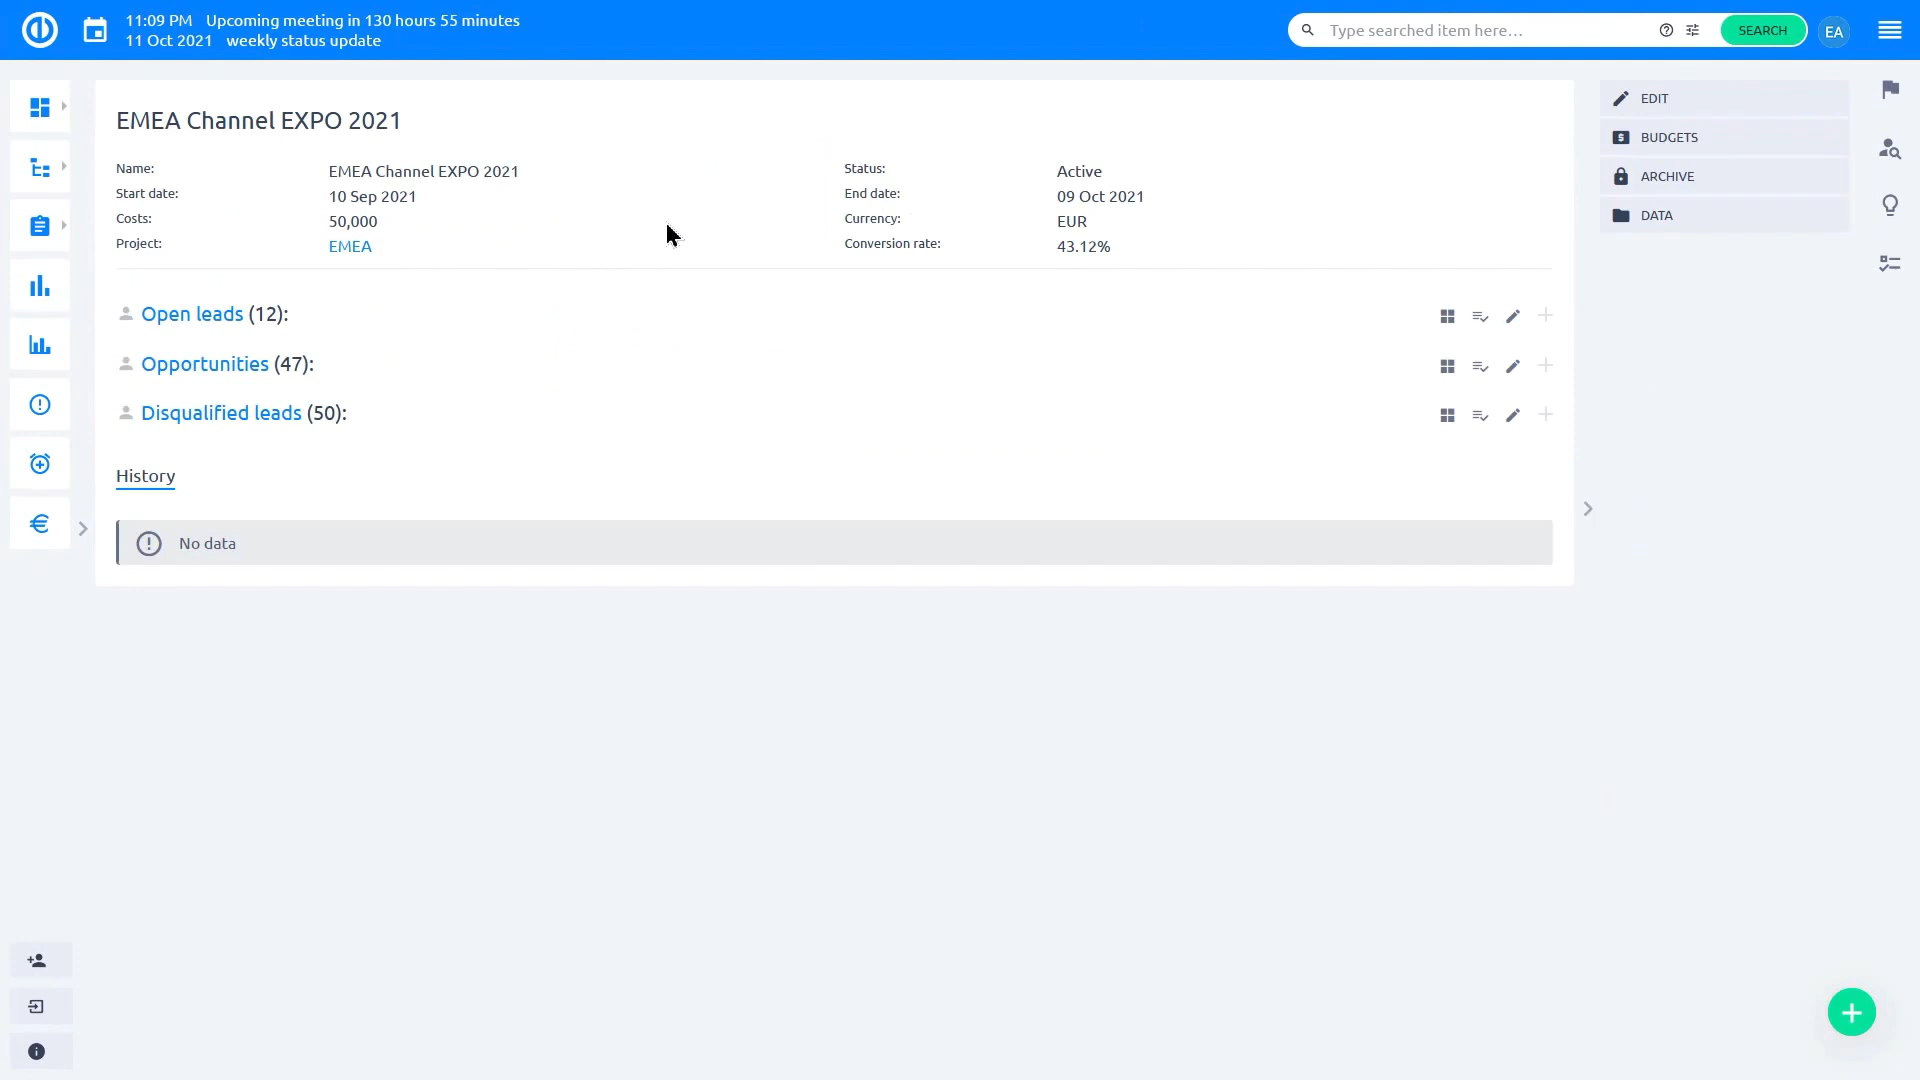 11:09 PM Upcoming meeting in 130 hours 55 minutes
11 Oct 2021 weekly status update
Type searched item here...
SEARCH
EA
EMEA Channel EXPO 2021
Name: EMEA Channel EXPO 2021 Status: Active
Start date: 10 Sep 2021 End date: 09 Oct 2021
Costs: 50,000 Currency: EUR
Project: EMEA Conversion rate: 43.12%
Open leads (12):
Opportunities (47):
Disqualified leads (50):
History
No data
EDIT
BUDGETS
ARCHIVE
DATA